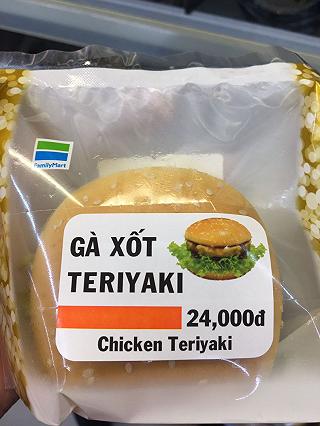 FamilyMart
GÀ XỐT
TERIYAKI
24,000đ
Chicken Teriyaki